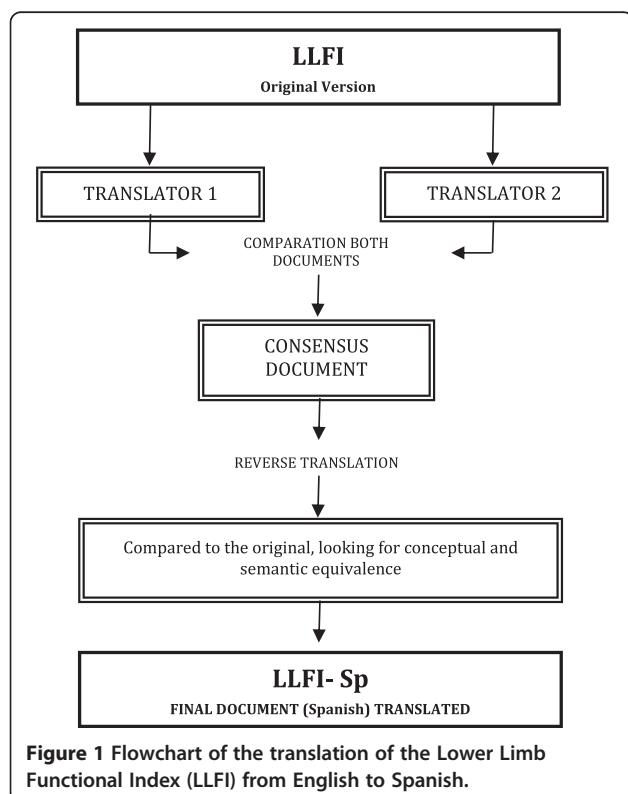 LLFI
Original Version
TRANSLATOR 1
TRANSLATOR 2
COMPARATION BOTH
DOCUMENTS
CONSENSUS
DOCUMENT
REVERSE TRANSLATION
Compared to the original, looking for conceptual and
semantic equivalence
LLFI- Sp
FINAL DOCUMENT (Spanish) TRANSLATED
Figure 1 Flowchart of the translation of the Lower Limb
Functional Index (LLFI) from English to Spanish.